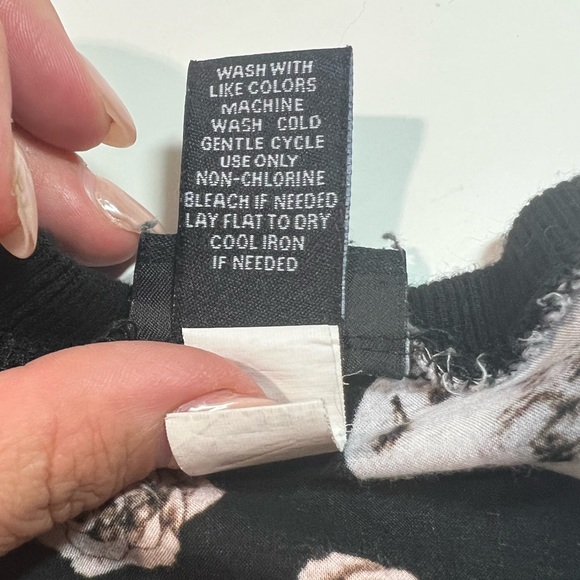 WASH WITH
LIKE COLORS
MACHINE
WASH COLD
GENTLE CYCLE
USE ONLY
NON-CHLORINE
BLEACH IF NEEDED
LAY FLAT TO DRY
COOL IRON
IF NEEDED